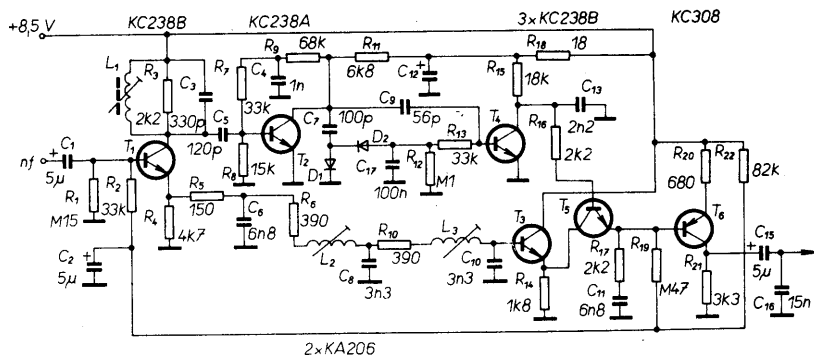 KC238B KC238A 3×KC238B KC308
+8,5 V
R9 68k R11 R18 18
L1 R3 R7 C4 6k8 C12 + R15
C3 1n C9 18k T4 C13
2k2 330p C5 33k C7 100p 56p R16 2n2
nf + C1 T1 120p D2 R13 2k2 R20 R22
5µ R8 15k T2 C17 R12 33k 82k
R1 R2 R5 D1 100n M1 680
M15 33k R4 150 C6 R6 T3 T5 T6
4k7 6n8 390 R10 L3 R17 R19 + C15
C2 + L2 390 2k2 R21 5µ
5µ C8 C10 R14 C11 M47 3k3 C16 15n
3n3 3n3 1k8 6n8
2×KA206